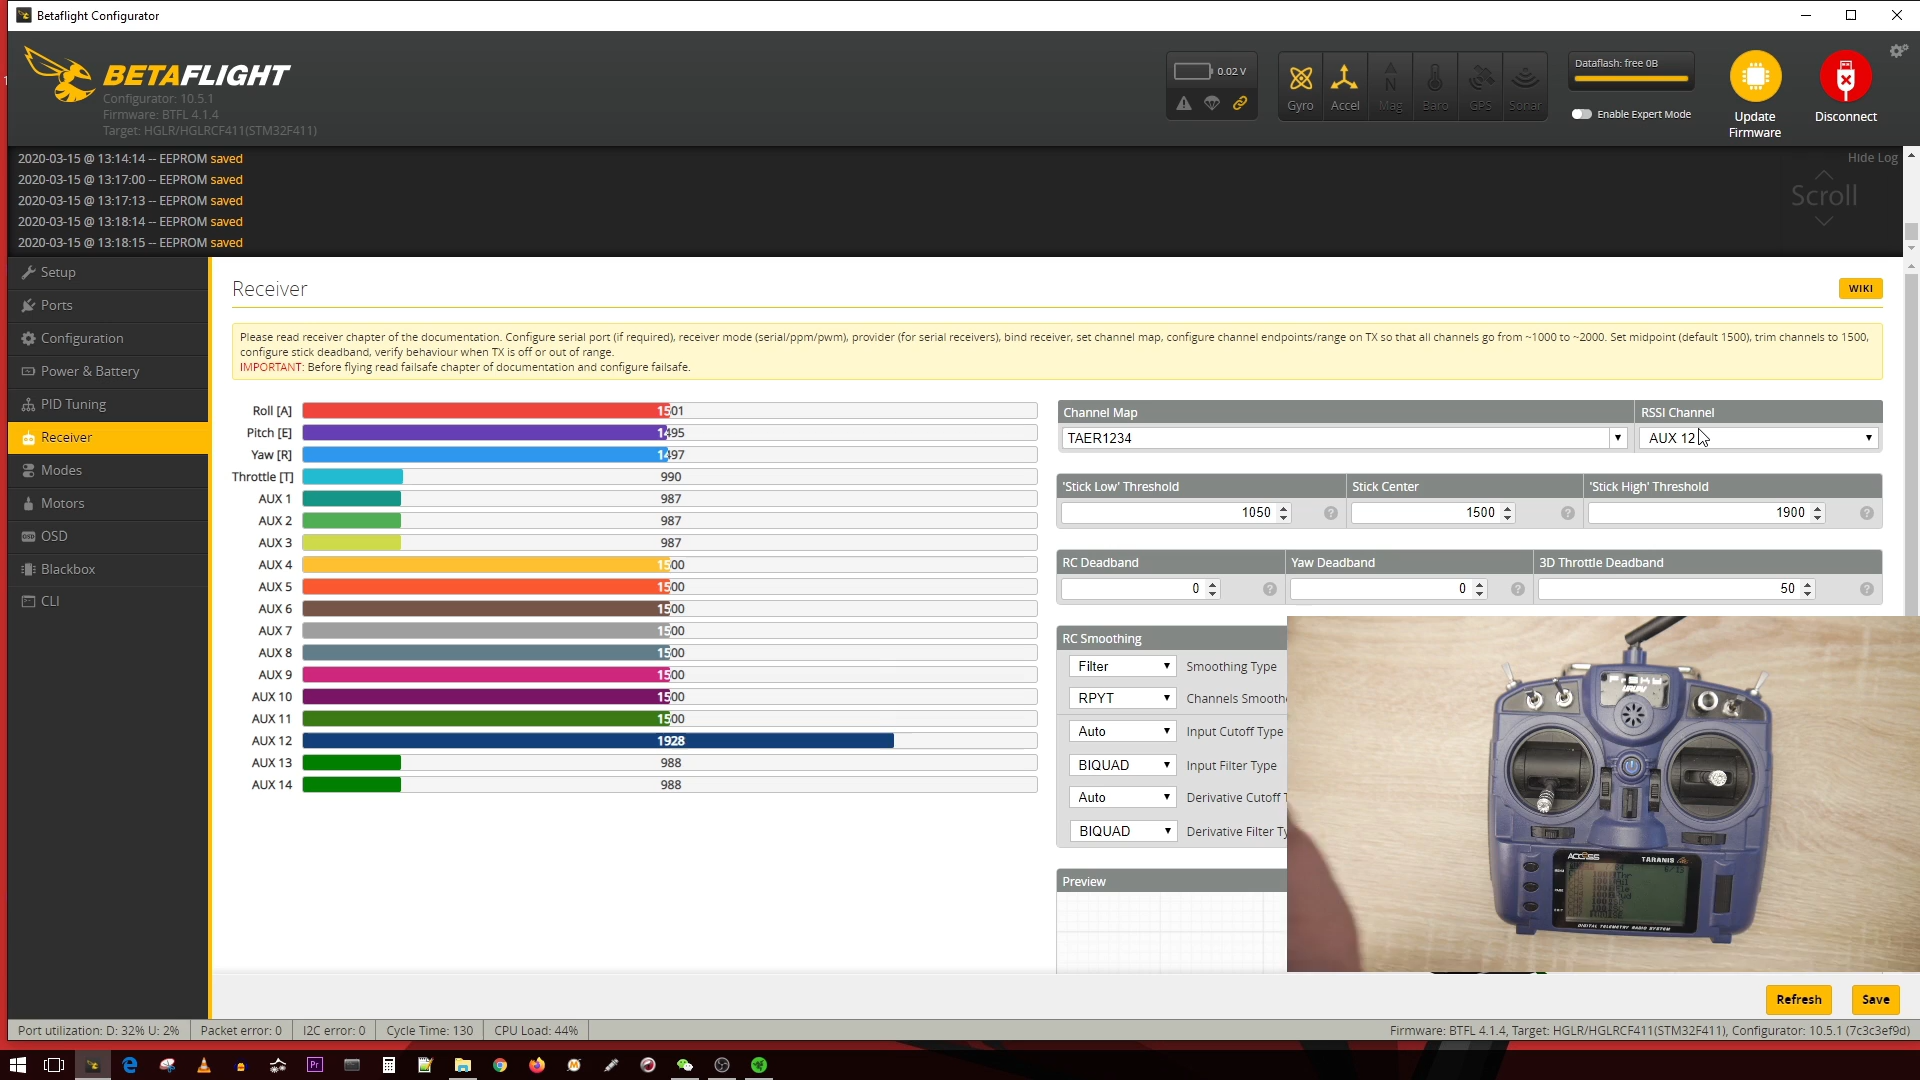 Betaflight Configurator
BETAFLIGHT
Configurator: 10.5.1
Firmware: BTFL 4.1.4
Target: HGLR/HGLRCF411(STM32F411)
0.02 V
Gyro
Accel
Mag
Baro
GPS
Sonar
Dataflash: free 0B
Enable Expert Mode
Update
Firmware
Disconnect
2020-03-15 @ 13:14:14 -- EEPROM saved
2020-03-15 @ 13:17:00 -- EEPROM saved
2020-03-15 @ 13:17:13 -- EEPROM saved
2020-03-15 @ 13:18:14 -- EEPROM saved
2020-03-15 @ 13:18:15 -- EEPROM saved
Hide Log
Scroll
Setup
Ports
Configuration
Power & Battery
PID Tuning
Receiver
Modes
Motors
OSD
Blackbox
CLI
Receiver
WIKI
Please read receiver chapter of the documentation. Configure serial port (if required), receiver mode (serial/ppm/pwm), provider (for serial receivers), bind receiver, set channel map, configure channel endpoints/range on TX so that all channels go from ~1000 to ~2000. Set midpoint (default 1500), trim channels to 1500,
configure stick deadband, verify behaviour when TX is off or out of range.
IMPORTANT: Before flying read failsafe chapter of documentation and configure failsafe.
Roll [A] 1501
Pitch [E] 1495
Yaw [R] 1497
Throttle [T] 990
AUX 1 987
AUX 2 987
AUX 3 987
AUX 4 1500
AUX 5 1500
AUX 6 1500
AUX 7 1500
AUX 8 1500
AUX 9 1500
AUX 10 1500
AUX 11 1500
AUX 12 1928
AUX 13 988
AUX 14 988
Channel Map
RSSI Channel
TAER1234
AUX 12
'Stick Low' Threshold
Stick Center
'Stick High' Threshold
1050
1500
1900
RC Deadband
Yaw Deadband
3D Throttle Deadband
0
0
50
RC Smoothing
Filter Smoothing Type
RPYT Channels Smoothe
Auto Input Cutoff Type
BIQUAD Input Filter Type
Auto Derivative Cutoff T
BIQUAD Derivative Filter Ty
Preview
FrSky
ACCESS
TARANIS
DIGITAL TELEMETRY RADIO SYSTEM
Refresh
Save
Port utilization: D: 32% U: 2%
Packet error: 0
I2C error: 0
Cycle Time: 130
CPU Load: 44%
Firmware: BTFL 4.1.4, Target: HGLR/HGLRCF411(STM32F411), Configurator: 10.5.1 (7c3c3ef9d)